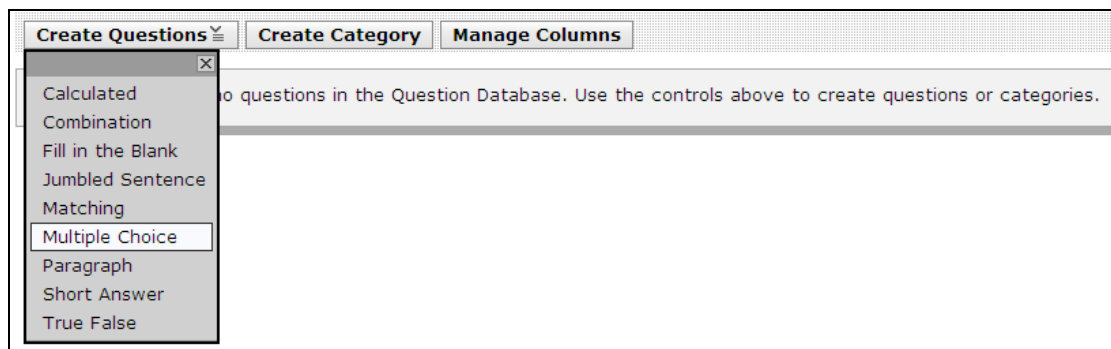 Create Questions Create Category Manage Columns
no questions in the Question Database. Use the controls above to create questions or categories.
Calculated
Combination
Fill in the Blank
Jumbled Sentence
Matching
Multiple Choice
Paragraph
Short Answer
True False